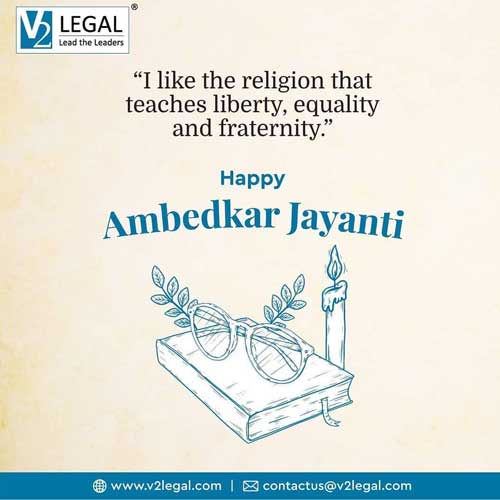 V2 LEGAL ®
Lead the Leaders
“I like the religion that
teaches liberty, equality
and fraternity.”
Happy
Ambedkar Jayanti
www.v2legal.com | contactus@v2legal.com